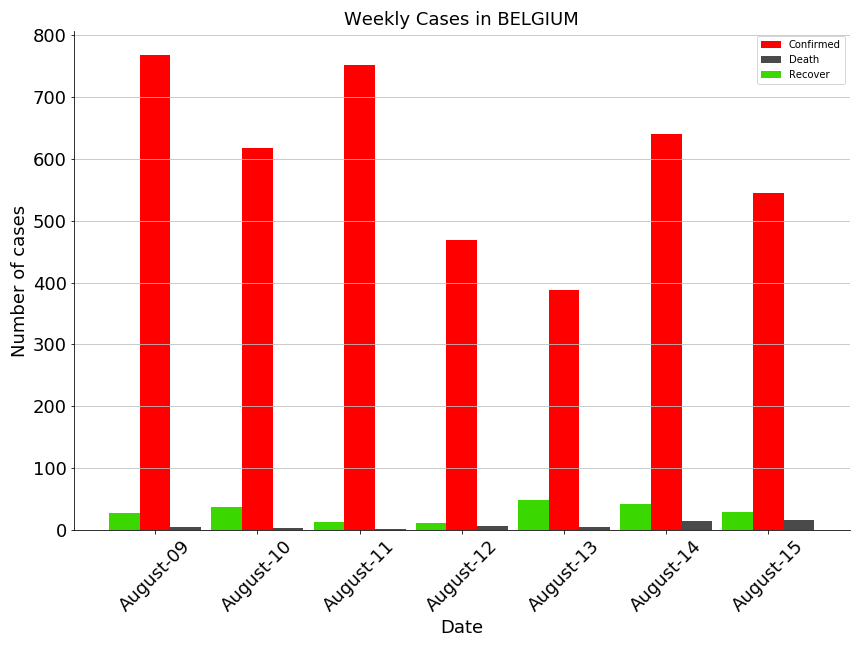 Weekly Cases in BELGIUM
Confirmed
Death
Recover
Number of cases
800
700
600
500
400
300
200
100
0
August-09
August-10
August-11
August-12
August-13
August-14
August-15
Date